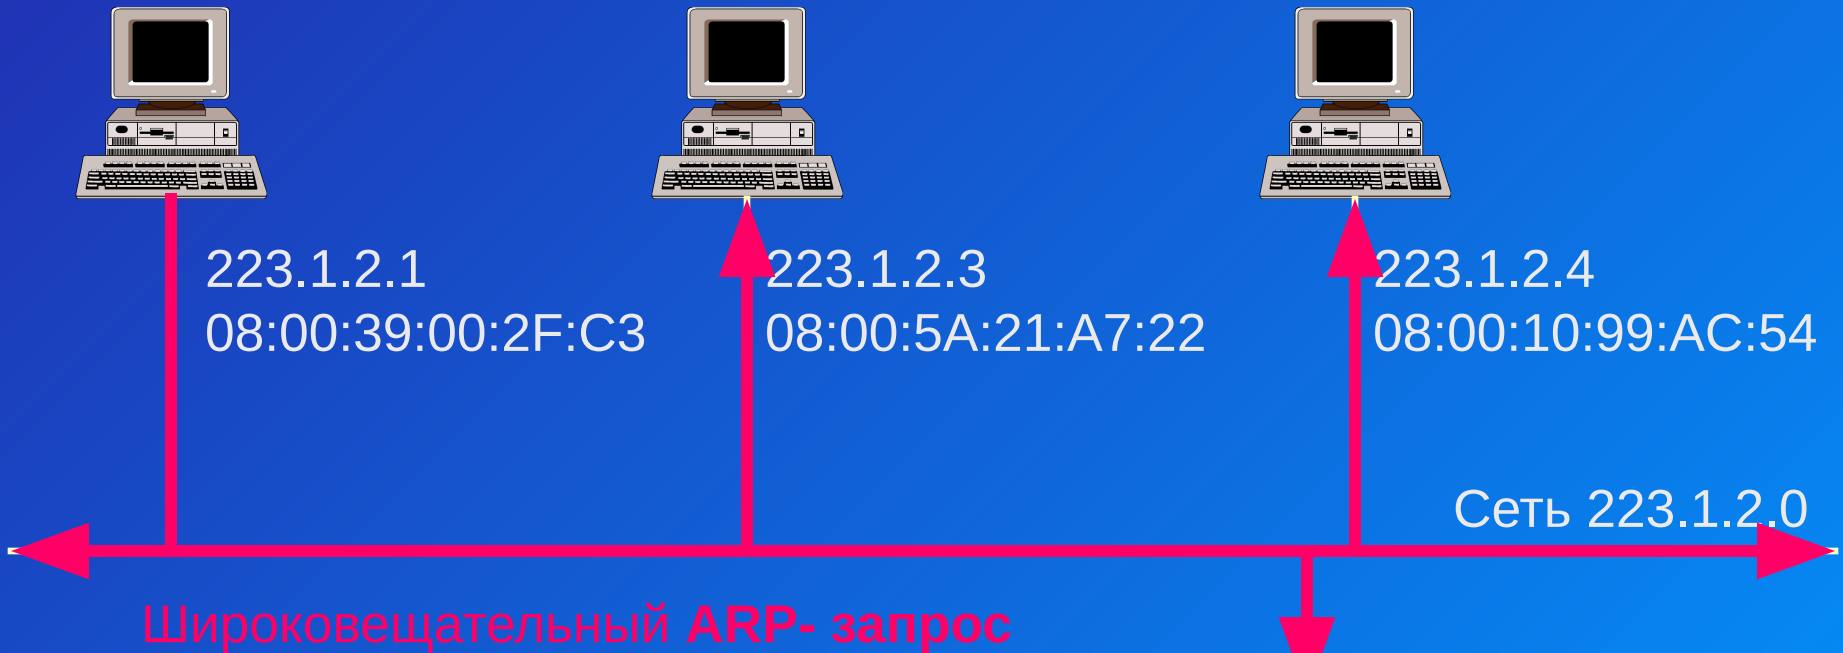 223.1.2.1
08:00:39:00:2F:C3
223.1.2.3
08:00:5A:21:A7:22
223.1.2.4
08:00:10:99:AC:54
Сеть 223.1.2.0
Широковещательный ARP- запрос